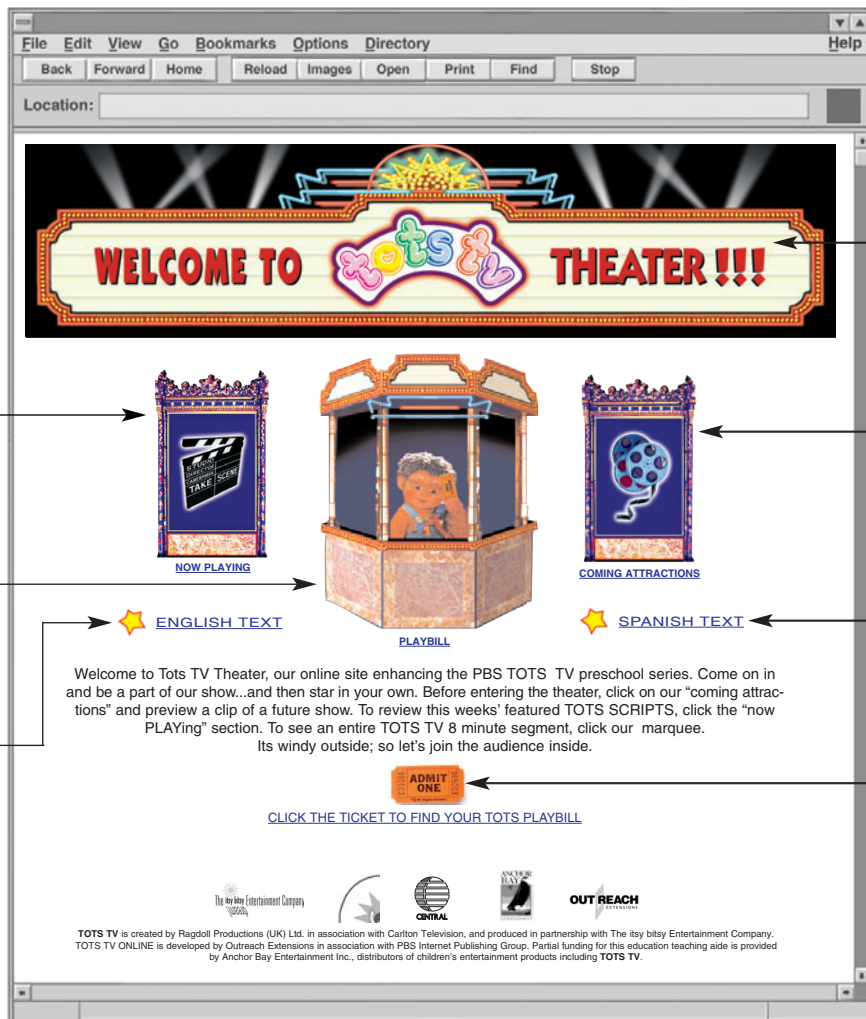 File Edit View Go Bookmarks Options Directory Help
Back Forward Home Reload Images Open Print Find Stop
Location:
WELCOME TO tots tv THEATER !!!
STUDIO
DIRECTOR
CAMERAMAN
TAKE SCENE
NOW PLAYING
PLAYBILL
COMING ATTRACTIONS
ENGLISH TEXT
SPANISH TEXT
Welcome to Tots TV Theater, our online site enhancing the PBS TOTS TV preschool series. Come on in
and be a part of our show...and then star in your own. Before entering the theater, click on our “coming attrac-
tions” and preview a clip of a future show. To review this weeks’ featured TOTS SCRIPTS, click the “now
PLAYing” section. To see an entire TOTS TV 8 minute segment, click our marquee.
Its windy outside; so let’s join the audience inside.
ADMIT
ONE
CLICK THE TICKET TO FIND YOUR TOTS PLAYBILL
The itsy bitsy Entertainment Company
CENTRAL
ANCHOR
BAY
OUT REACH
EXTENSIONS
TOTS TV is created by Ragdoll Productions (UK) Ltd. in association with Carlton Television, and produced in partnership with The itsy bitsy Entertainment Company.
TOTS TV ONLINE is developed by Outreach Extensions in association with PBS Internet Publishing Group. Partial funding for this education teaching aide is provided
by Anchor Bay Entertainment Inc., distributors of children’s entertainment products including TOTS TV.